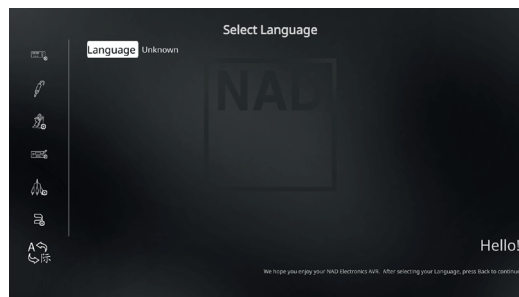 Select Language
Language Unknown
NAD
Hello!
We hope you enjoy your NAD Electronics AVR. After selecting your Language, press Back to continue